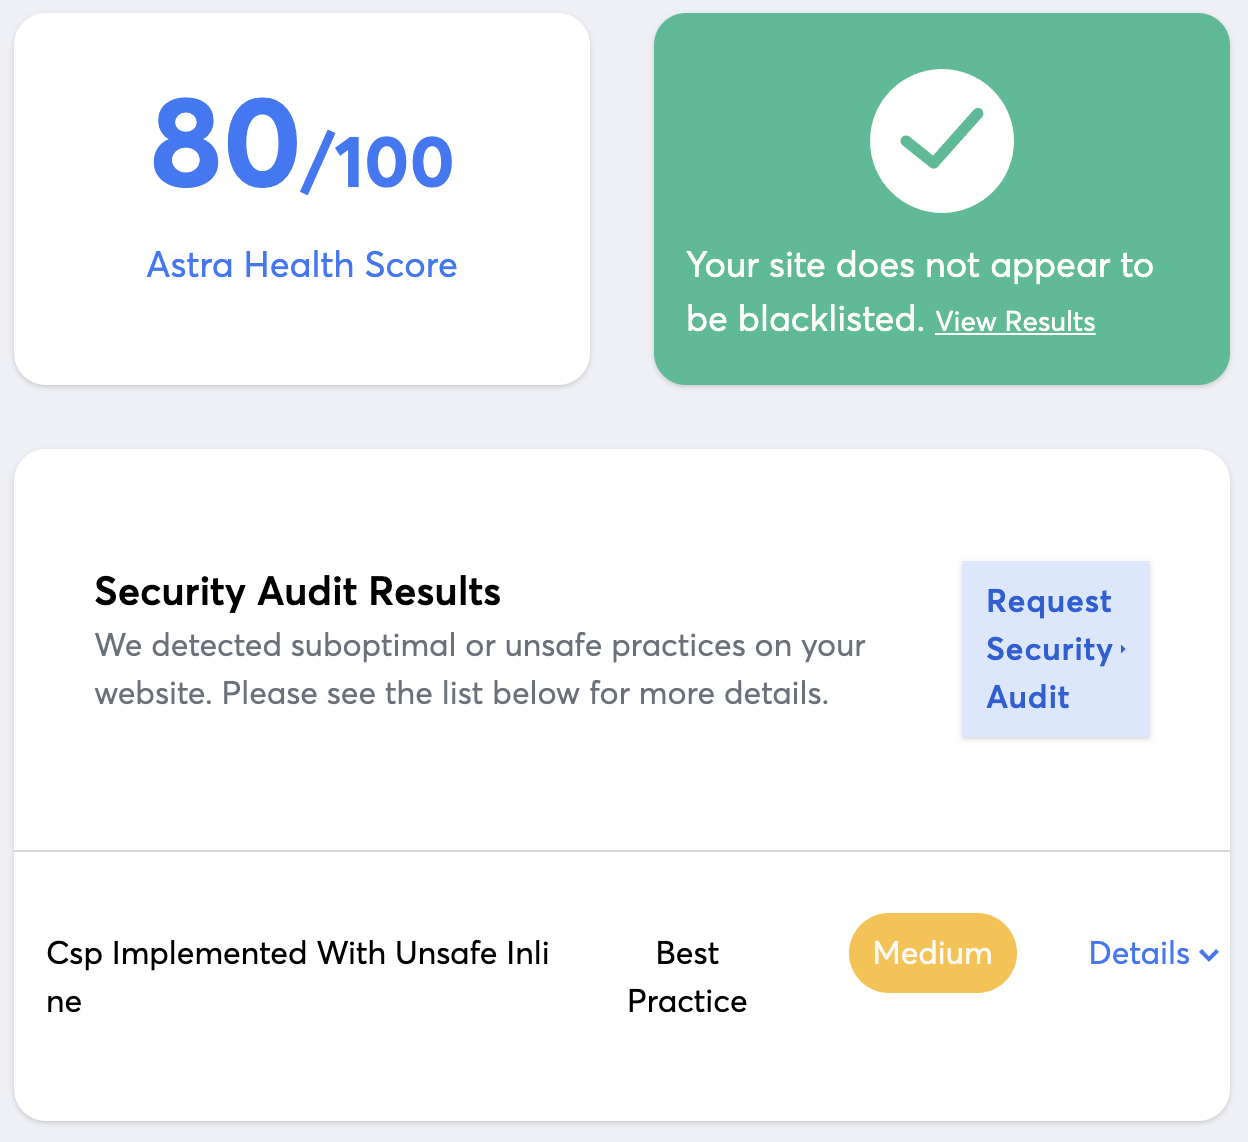 80/100
Astra Health Score
Your site does not appear to
be blacklisted. View Results
Security Audit Results
We detected suboptimal or unsafe practices on your
website. Please see the list below for more details.
Request
Security
Audit
Csp Implemented With Unsafe Inli
ne
Best
Practice
Medium
Details